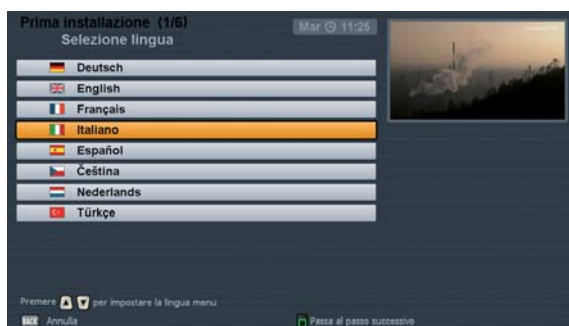 Prima installazione (1/6)
Mar 11:25
Selezione lingua
Deutsch
English
Français
Italiano
Español
Čeština
Nederlands
Türkçe
Premere per impostare la lingua menu
BACK Annulla
Passa al passo successivo